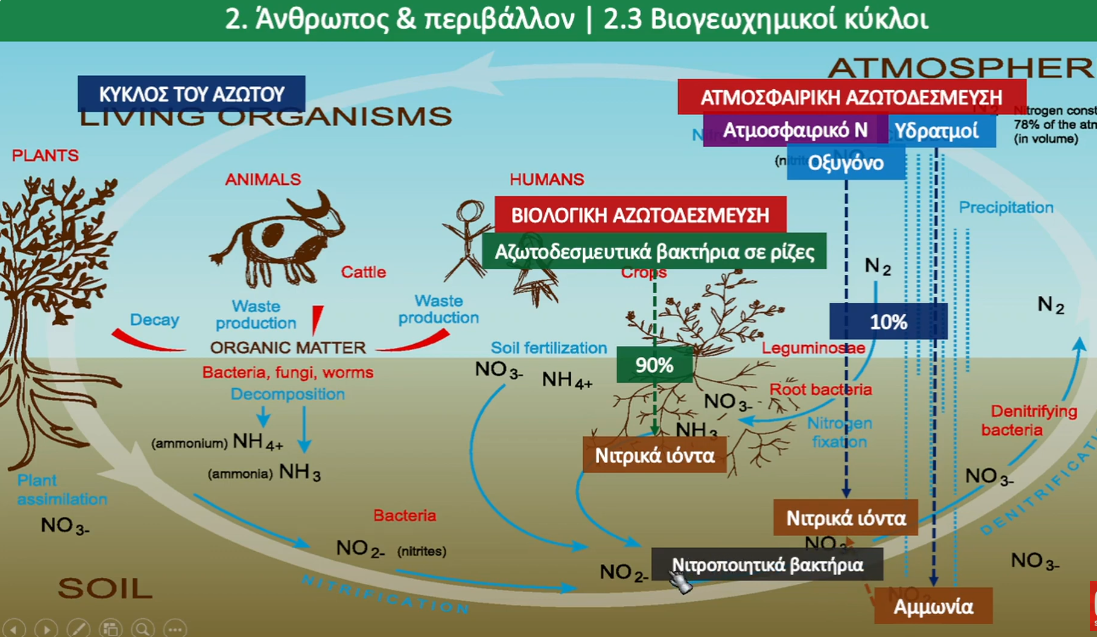 2. Άνθρωπος & περιβάλλον | 2.3 Βιογεωχημικοί κύκλοι
ATMOSPHER
ΚΥΚΛΟΣ ΤΟΥ ΑΖΩΤΟΥ
LIVING ORGANISMS
ΑΤΜΟΣΦΑΙΡΙΚΗ ΑΖΩΤΟΔΕΣΜΕΥΣΗ
Nitrogen const
78% of the atm
(in volume)
Ατμοσφαιρικό Ν
Υδρατμοί
Οξυγόνο
PLANTS
ANIMALS
HUMANS
ΒΙΟΛΟΓΙΚΗ ΑΖΩΤΟΔΕΣΜΕΥΣΗ
Αζωτοδεσμευτικά βακτήρια σε ρίζες
Precipitation
Cattle
Crops
N2
N2
Decay
Waste
production
Waste
production
10%
ORGANIC MATTER
Soil fertilization
Leguminosae
Bacteria, fungi, worms
Decomposition
NO3-
NH4+
90%
Root bacteria
NO3-
Nitrogen
fixation
Denitrifying
bacteria
(ammonium) NH4+
NH3
(ammonia) NH3
Νιτρικά ιόντα
Plant
assimilation
NO3-
NO3-
DENITRIFICATI
Bacteria
Νιτρικά ιόντα
NO3-
NO2- (nitrites)
NO2-
Νιτροποιητικά βακτήρια
NO3-
SOIL
NITRIFICATION
Αμμωνία